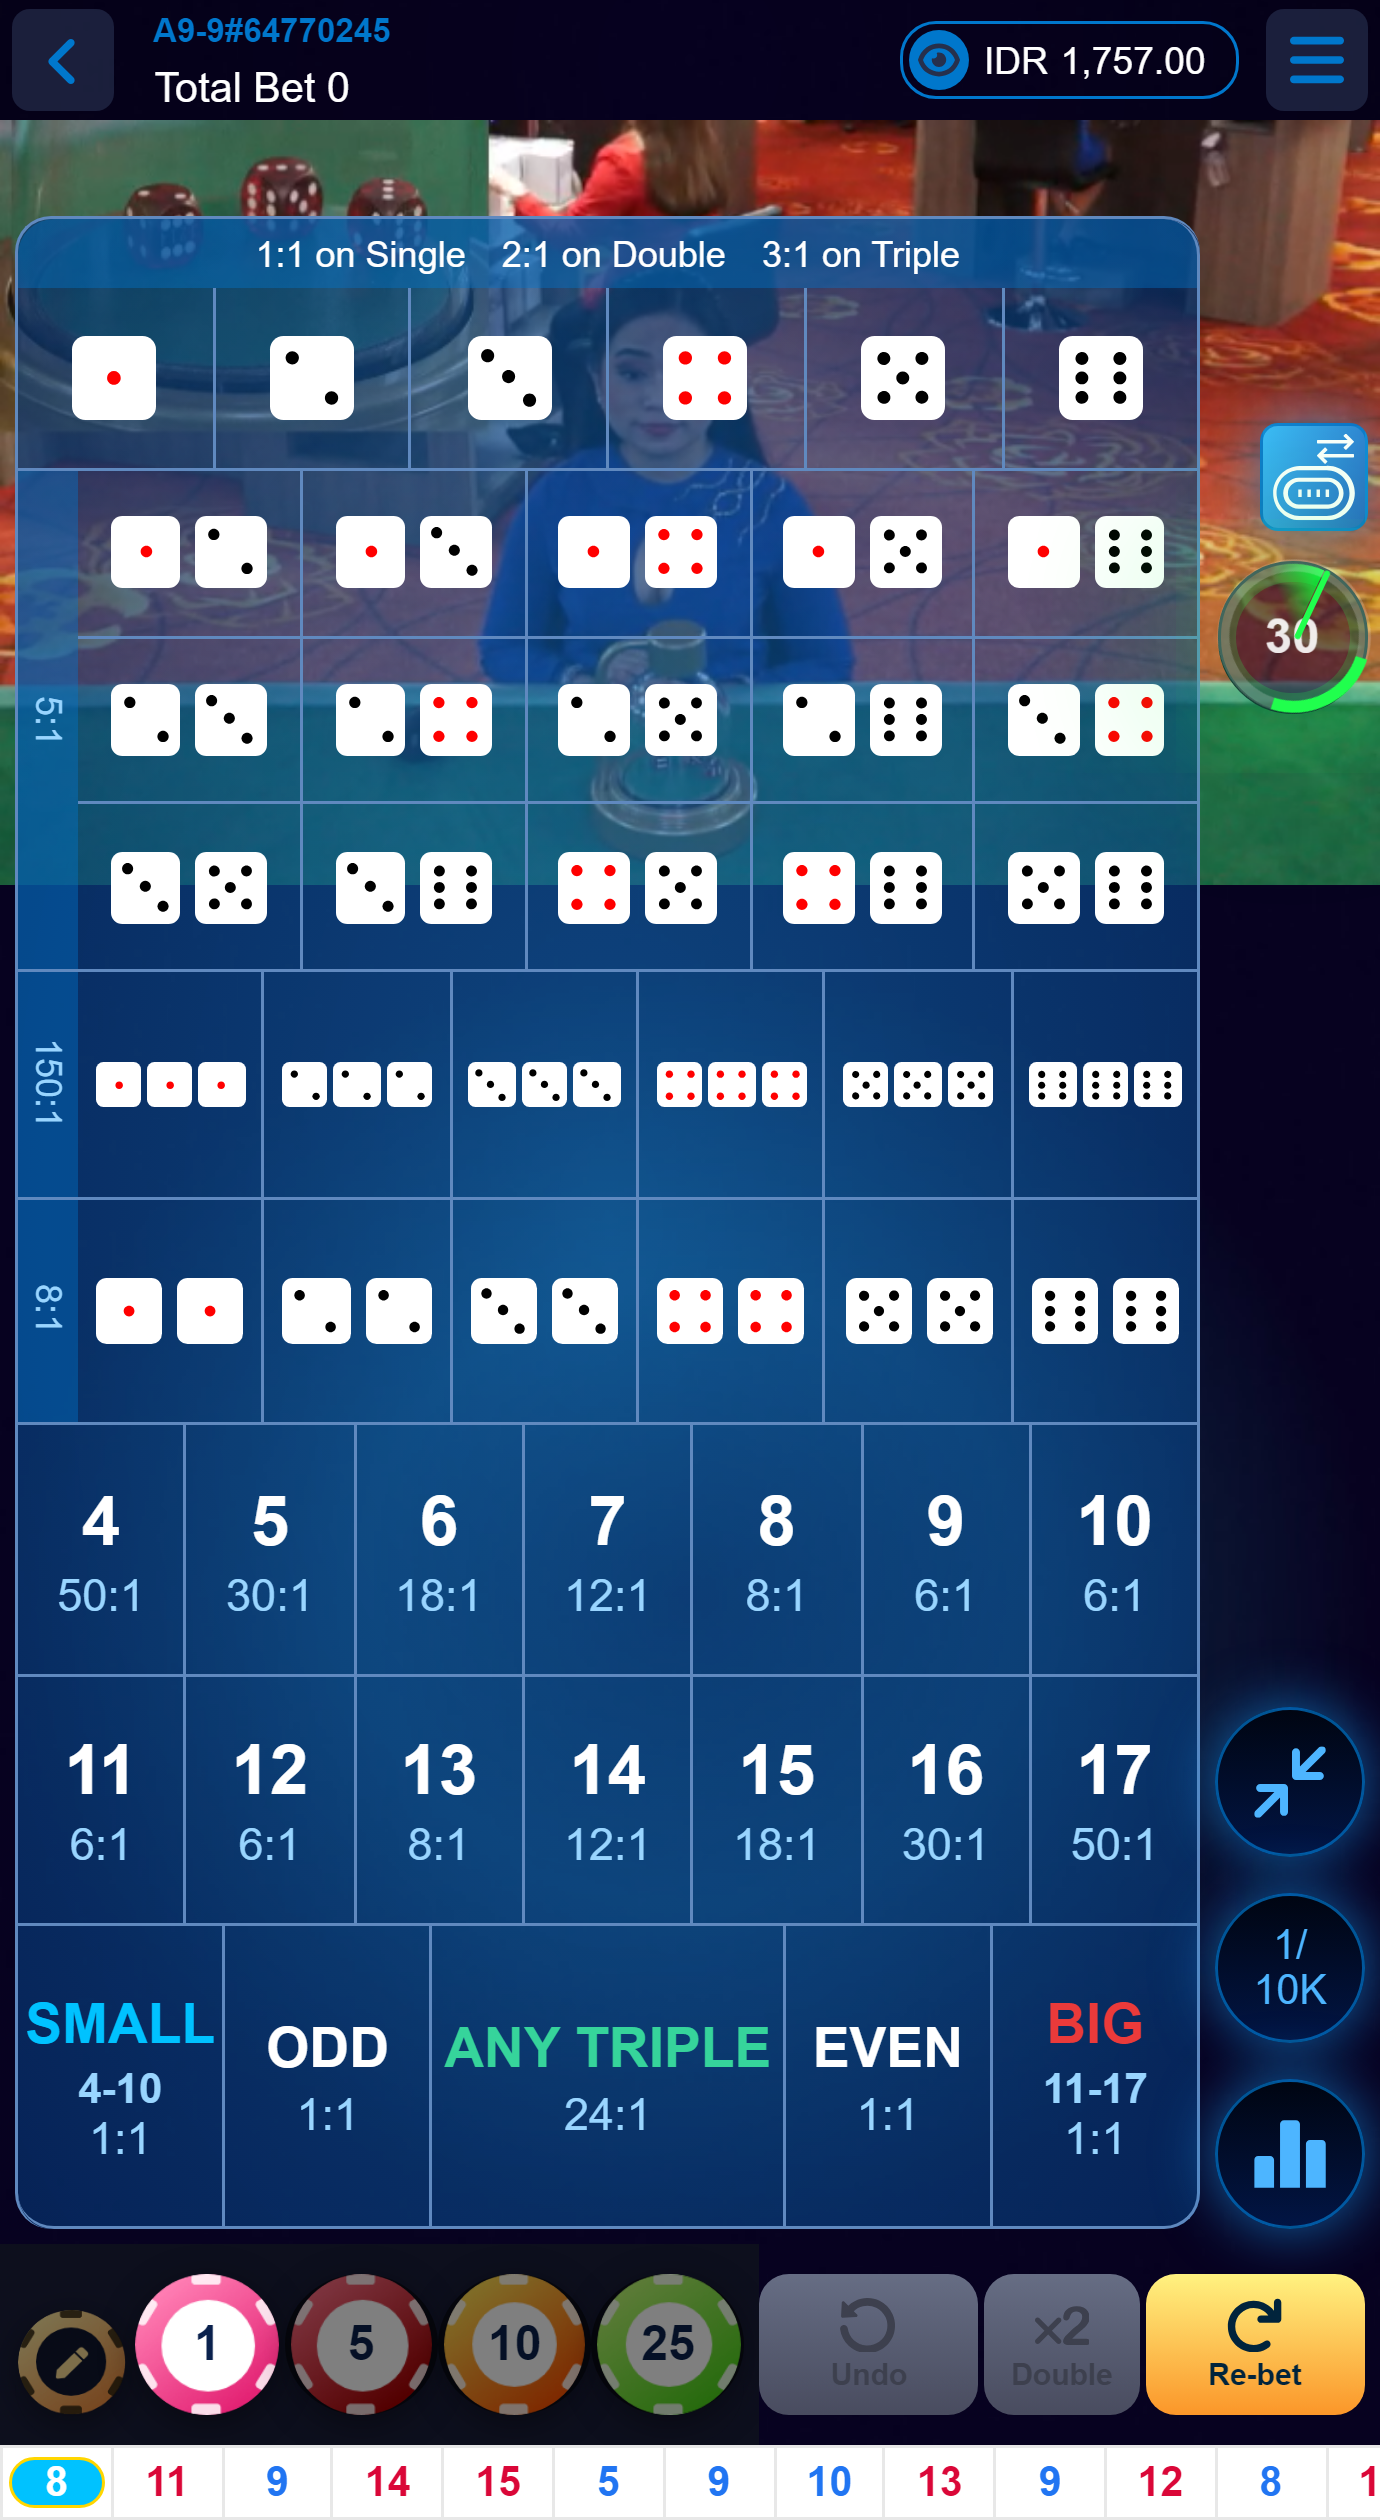 A9-9#64770245
Total Bet 0
IDR 1,757.00
1:1 on Single 2:1 on Double 3:1 on Triple
30
5:1
150:1
8:1
4 5 6 7 8 9 10
50:1 30:1 18:1 12:1 8:1 6:1 6:1
11 12 13 14 15 16 17
6:1 6:1 8:1 12:1 18:1 30:1 50:1
SMALL
4-10
1:1
ODD
1:1
ANY TRIPLE
24:1
EVEN
1:1
BIG
11-17
1:1
1/
10K
1 5 10 25
Undo
x2
Double
Re-bet
8 11 9 14 15 5 9 10 13 9 12 8